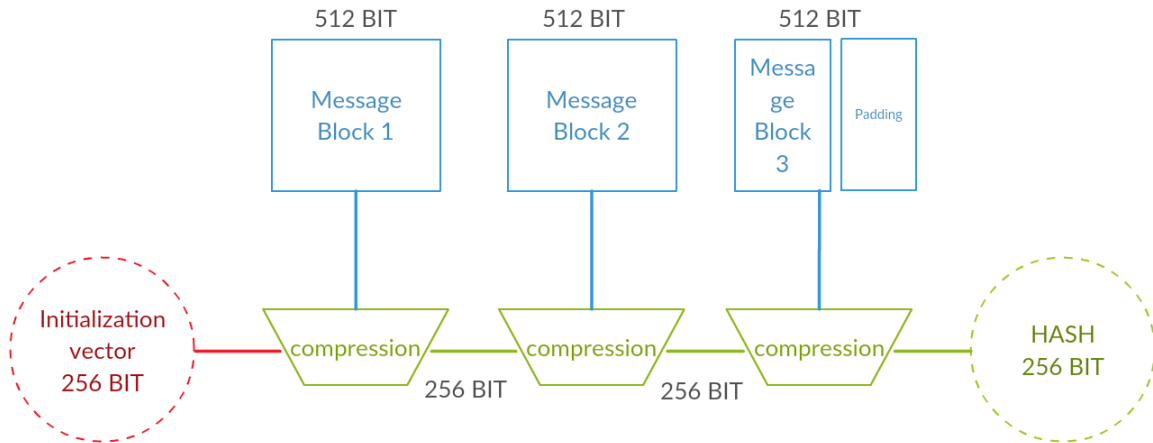 512 BIT
512 BIT
512 BIT
Message
Block 1
Message
Block 2
Messa
ge
Block
3
Padding
Initialization
vector
256 BIT
compression
256 BIT
compression
256 BIT
compression
HASH
256 BIT